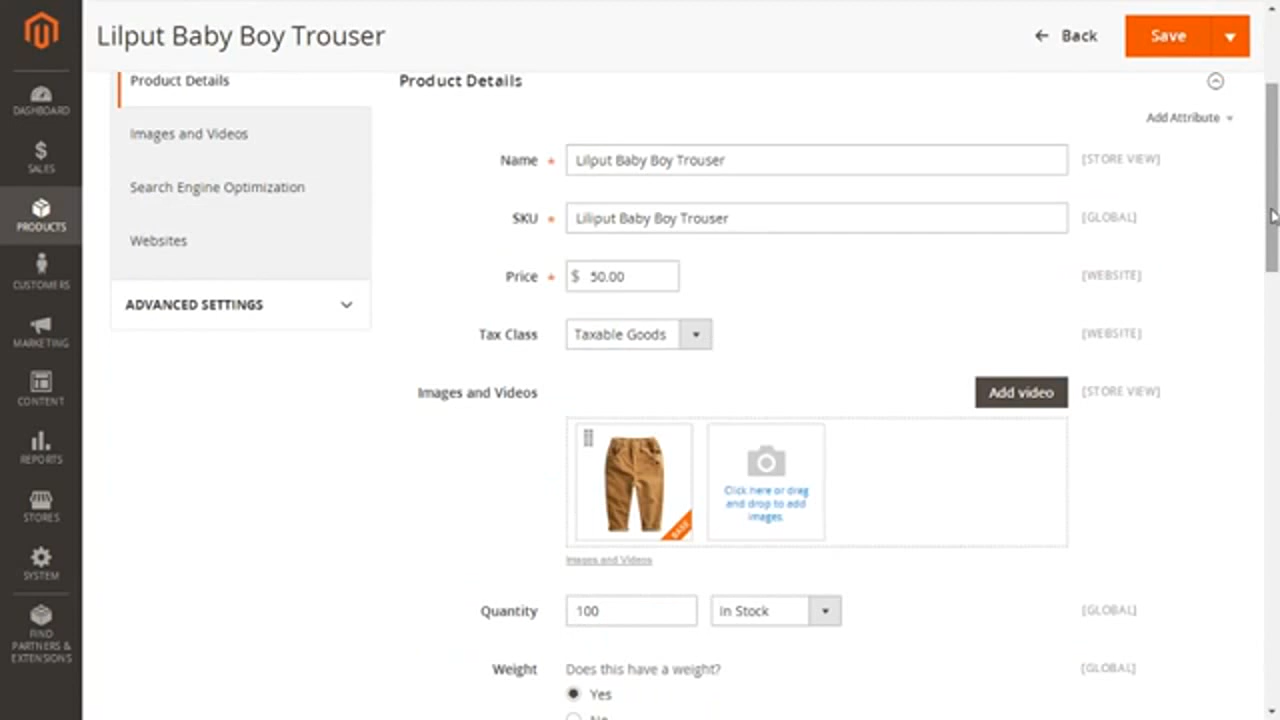 Lilput Baby Boy Trouser
Back
Save
DASHBOARD
SALES
PRODUCTS
CUSTOMERS
MARKETING
CONTENT
REPORTS
STORES
SYSTEM
FIND
PARTNERS &
EXTENSIONS
Product Details
Images and Videos
Search Engine Optimization
Websites
ADVANCED SETTINGS
Product Details
Add Attribute
Name * Lilput Baby Boy Trouser [STORE VIEW]
SKU * Liliput Baby Boy Trouser [GLOBAL]
Price * $ 50.00 [WEBSITE]
Tax Class Taxable Goods [WEBSITE]
Images and Videos Add video [STORE VIEW]
BASE
Click here or drag
and drop to add
images.
Images and Videos
Quantity 100 In Stock [GLOBAL]
Weight Does this have a weight? [GLOBAL]
Yes
No